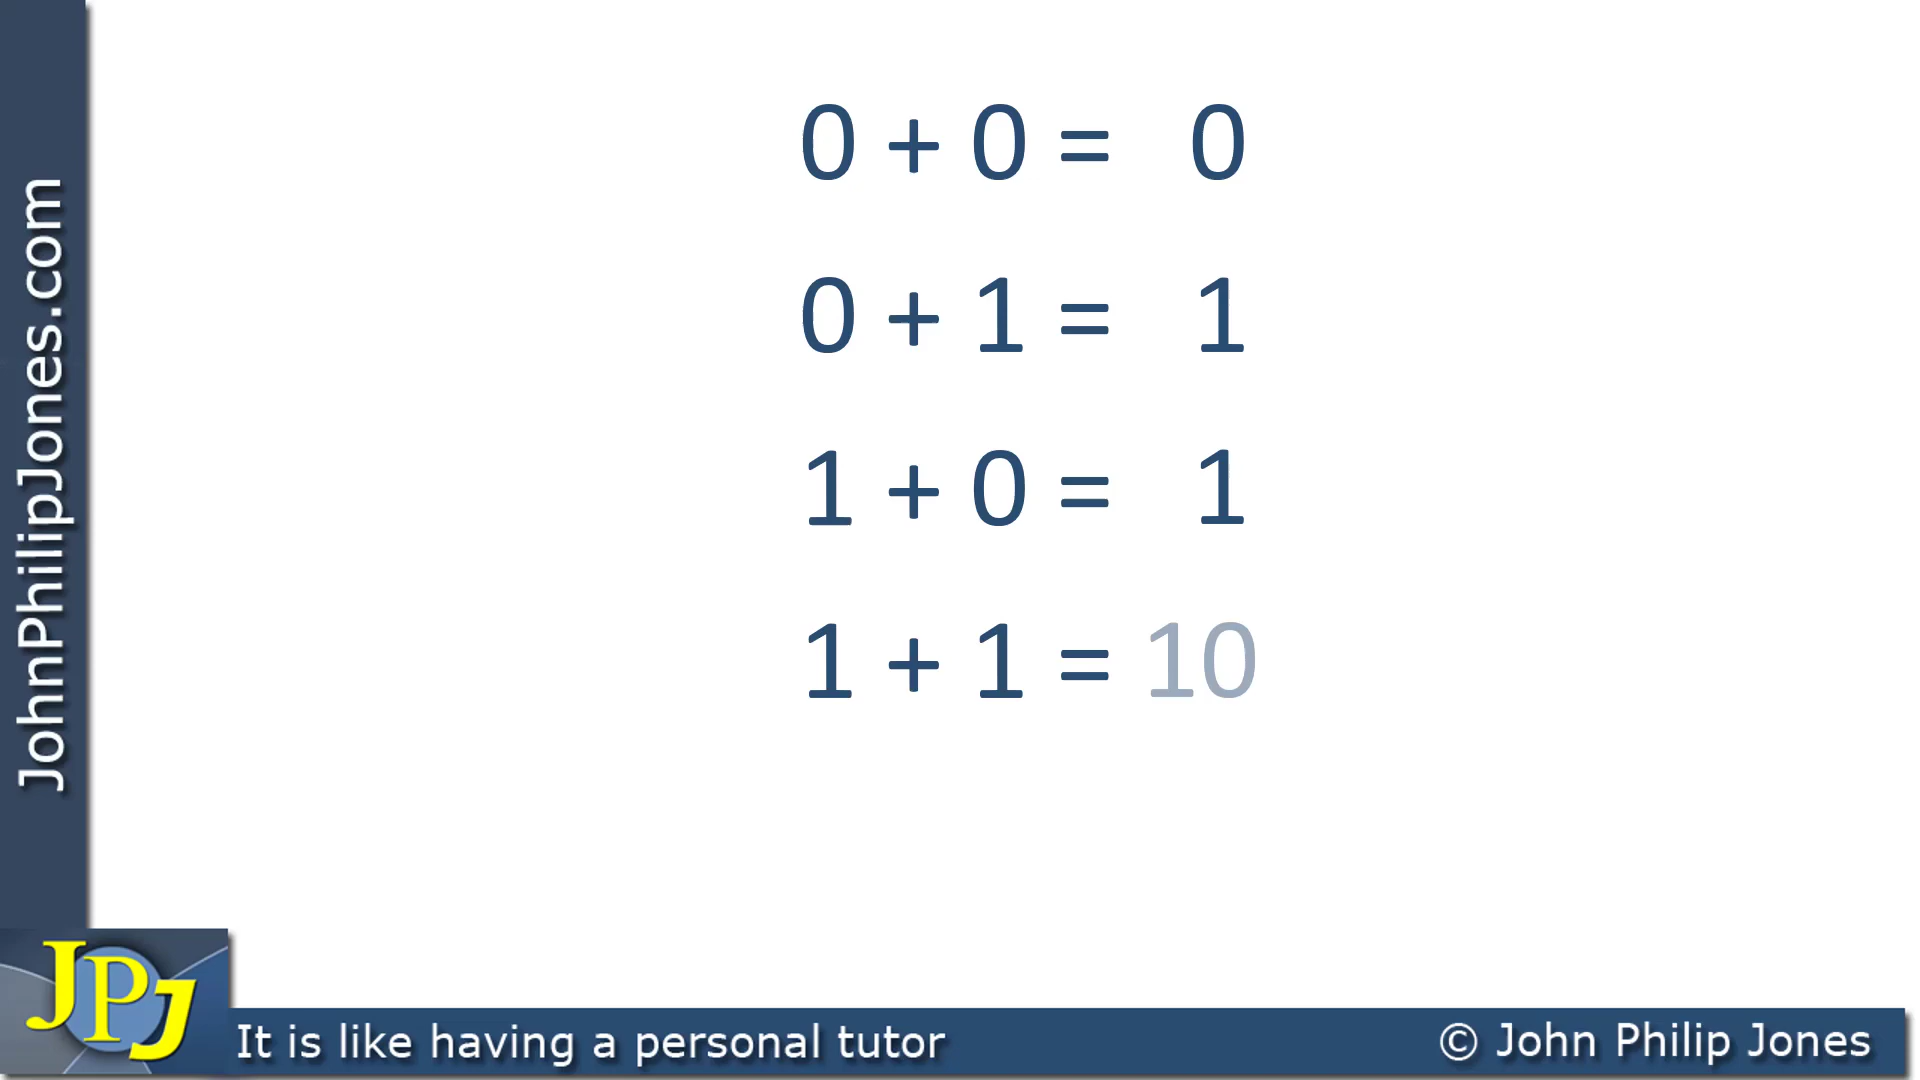 0 + 0 = 0
0 + 1 = 1
1 + 0 = 1
1 + 1 = 10
JohnPhilipJones.com
JPJ
It is like having a personal tutor
© John Philip Jones